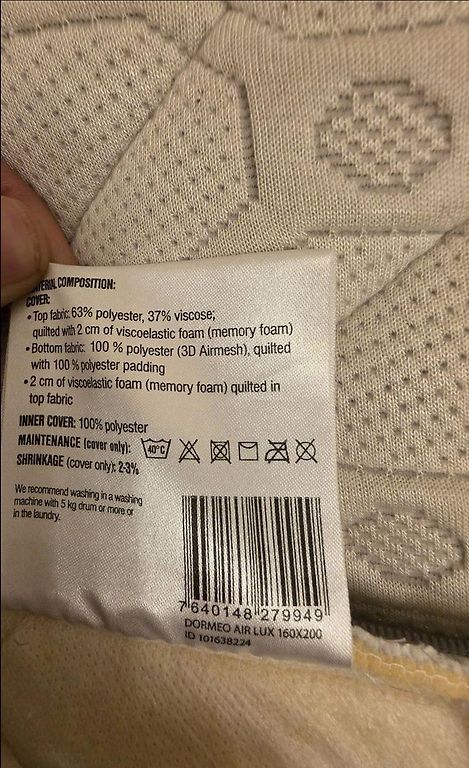 MATERIAL COMPOSITION:
COVER:
• Top fabric: 63% polyester, 37% viscose;
quilted with 2 cm of viscoelastic foam (memory foam)
• Bottom fabric: 100 % polyester (3D Airmesh), quilted
with 100 % polyester padding
• 2 cm of viscoelastic foam (memory foam) quilted in
top fabric
INNER COVER: 100% polyester
MAINTENANCE (cover only): 40°C
SHRINKAGE (cover only): 2-3%
We recommend washing in a washing
machine with 5 kg drum or more or
in the laundry.
7 640148 279949
DORMEO AIR LUX 160X200
ID 101638224